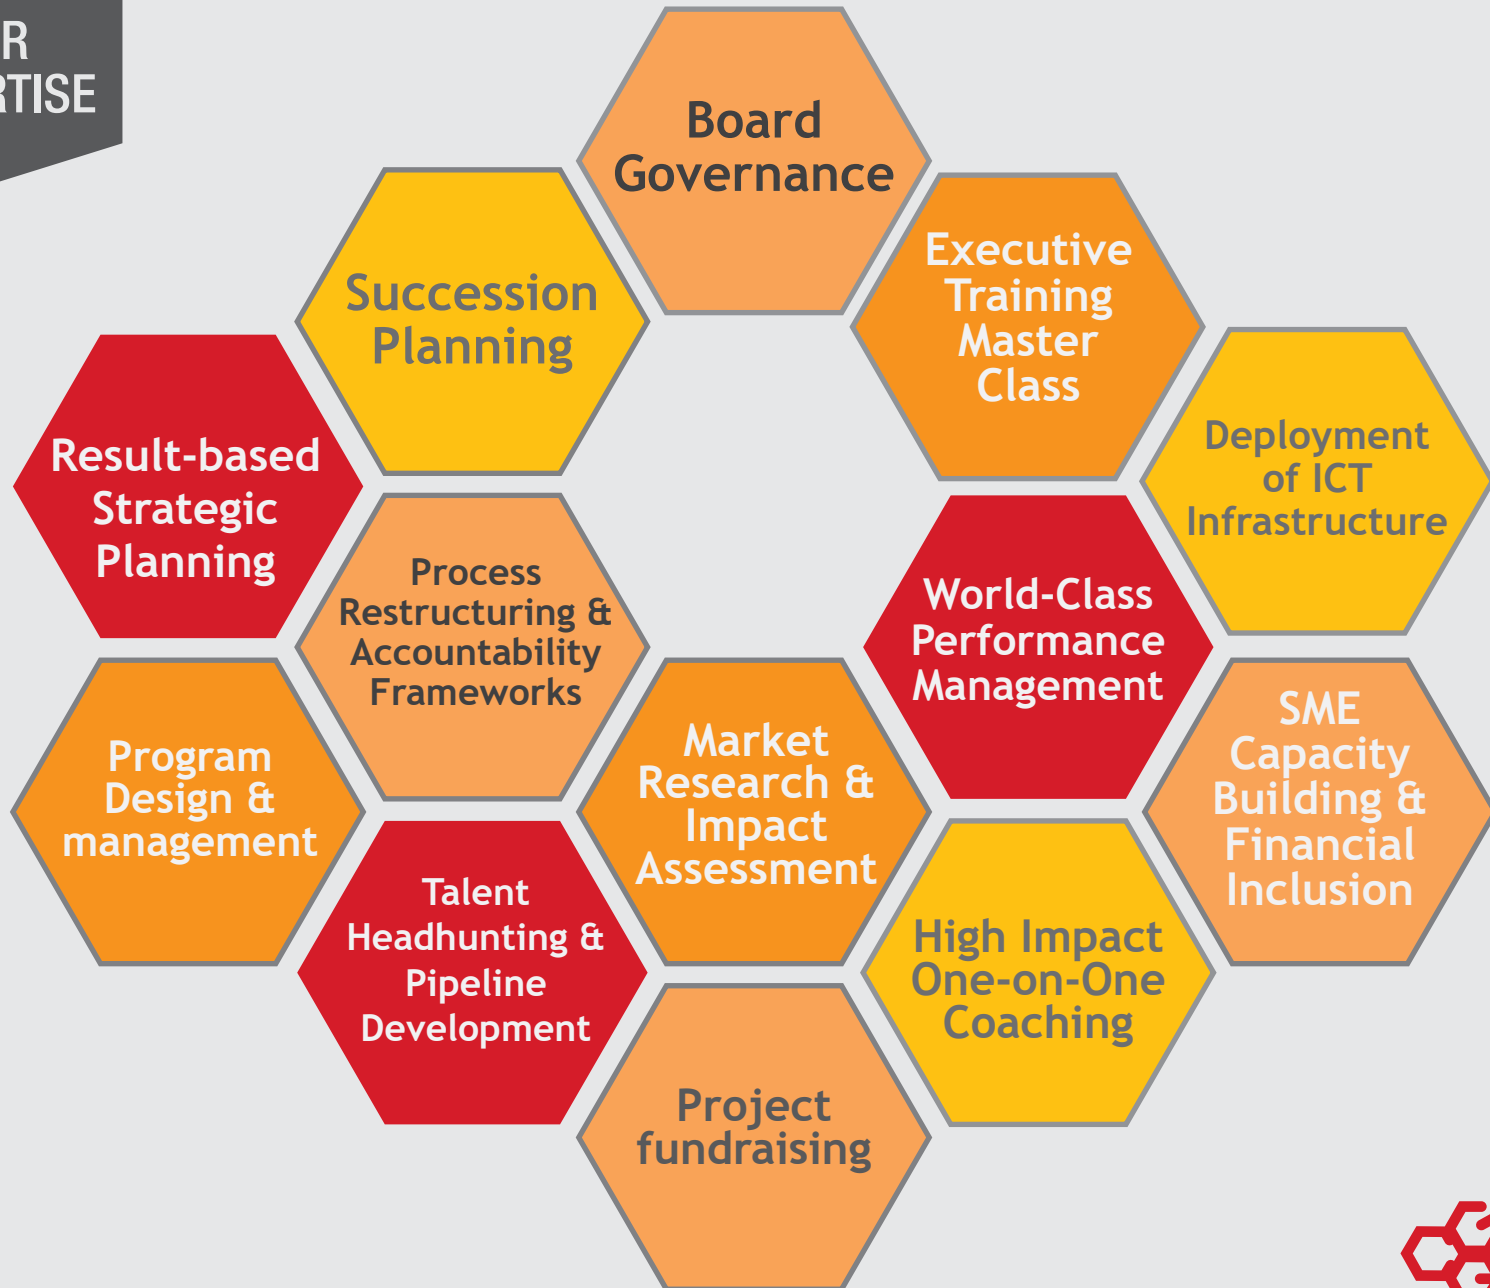 R
RTISE
Board
Governance
Succession
Planning
Executive
Training
Master
Class
Result-based
Strategic
Planning
Deployment
of ICT
Infrastructure
Process
Restructuring &
Accountability
Frameworks
World-Class
Performance
Management
Program
Design &
management
Market
Research &
Impact
Assessment
SME
Capacity
Building &
Financial
Inclusion
Talent
Headhunting &
Pipeline
Development
High Impact
One-on-One
Coaching
Project
fundraising